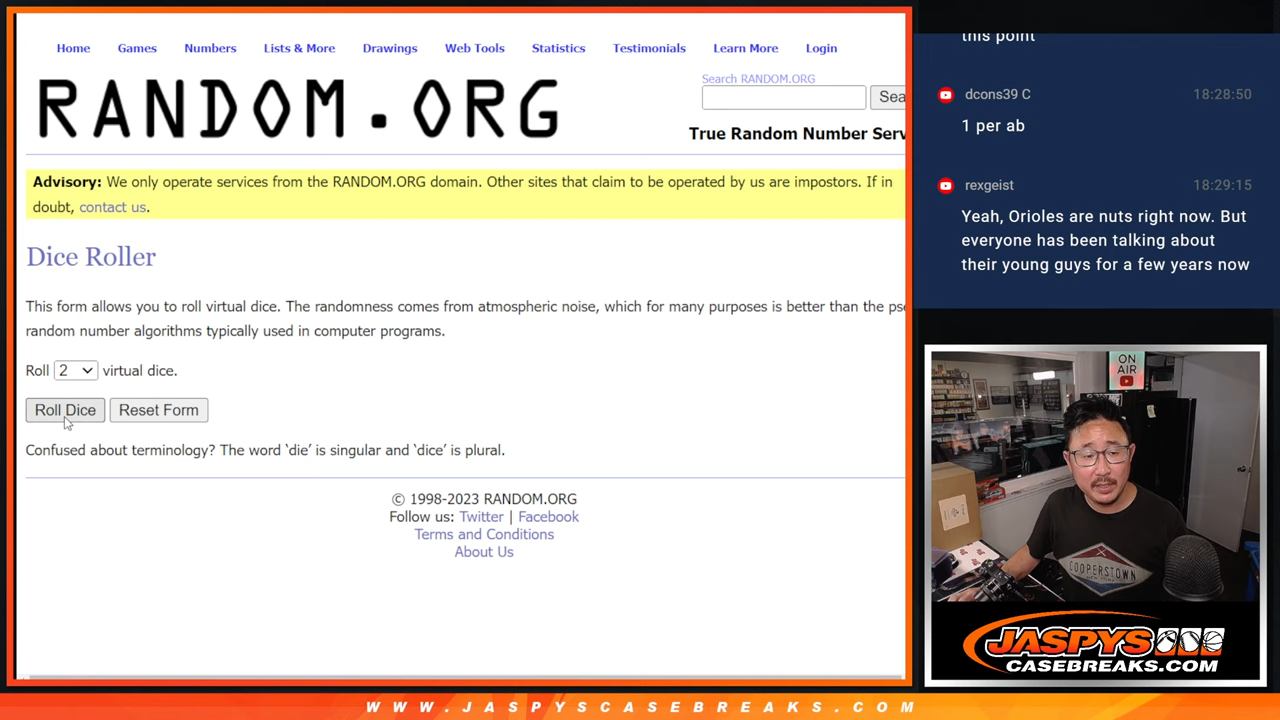 Home Games Numbers Lists & More Drawings Web Tools Statistics Testimonials Learn More Login
RANDOM.ORG
Search RANDOM.ORG
Sea
True Random Number Serv
Advisory: We only operate services from the RANDOM.ORG domain. Other sites that claim to be operated by us are impostors. If in
doubt, contact us.
Dice Roller
This form allows you to roll virtual dice. The randomness comes from atmospheric noise, which for many purposes is better than the pse
random number algorithms typically used in computer programs.
Roll 2 virtual dice.
Roll Dice Reset Form
Confused about terminology? The word ‘die’ is singular and ‘dice’ is plural.
© 1998-2023 RANDOM.ORG
Follow us: Twitter | Facebook
Terms and Conditions
About Us
this point
dcons39 C 18:28:50
1 per ab
rexgeist 18:29:15
Yeah, Orioles are nuts right now. But
everyone has been talking about
their young guys for a few years now
ON
AIR
COOPERSTOWN
JASPYS
CASEBREAKS.COM
WWW.JASPYSCASEBREAKS.COM